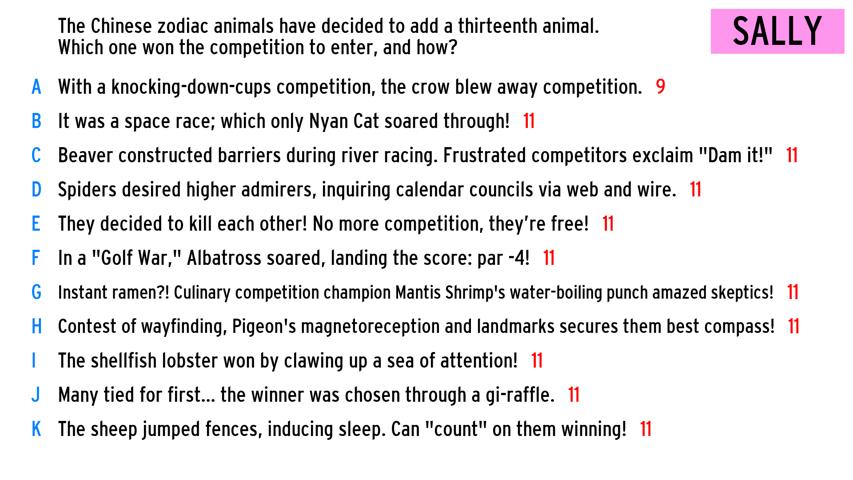 The Chinese zodiac animals have decided to add a thirteenth animal.
Which one won the competition to enter, and how?
SALLY
A With a knocking-down-cups competition, the crow blew away competition. 9
B It was a space race; which only Nyan Cat soared through! 11
C Beaver constructed barriers during river racing. Frustrated competitors exclaim "Dam it!" 11
D Spiders desired higher admirers, inquiring calendar councils via web and wire. 11
E They decided to kill each other! No more competition, they're free! 11
F In a "Golf War," Albatross soared, landing the score: par -4! 11
G Instant ramen?! Culinary competition champion Mantis Shrimp's water-boiling punch amazed skeptics! 11
H Contest of wayfinding, Pigeon's magnetoreception and landmarks secures them best compass! 11
I The shellfish lobster won by clawing up a sea of attention! 11
J Many tied for first... the winner was chosen through a gi-raffle. 11
K The sheep jumped fences, inducing sleep. Can "count" on them winning! 11